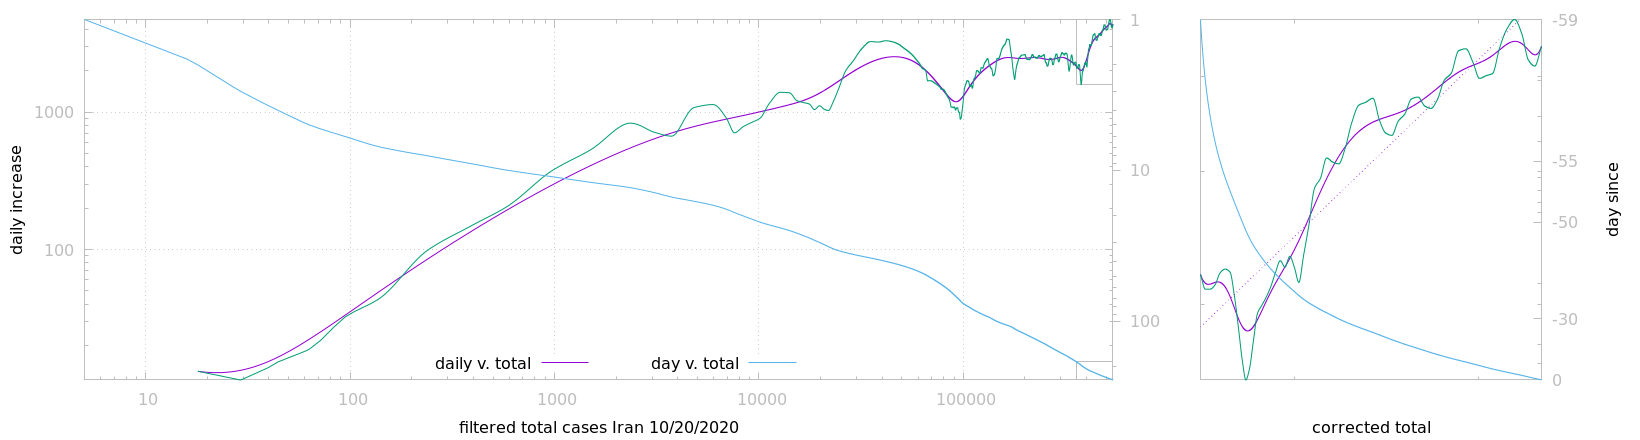 daily increase
1000
100
daily v. total
day v. total
10
100
1000
10000
100000
filtered total cases Iran 10/20/2020
1
10
100
-59
-55
-50
-30
0
day since
corrected total